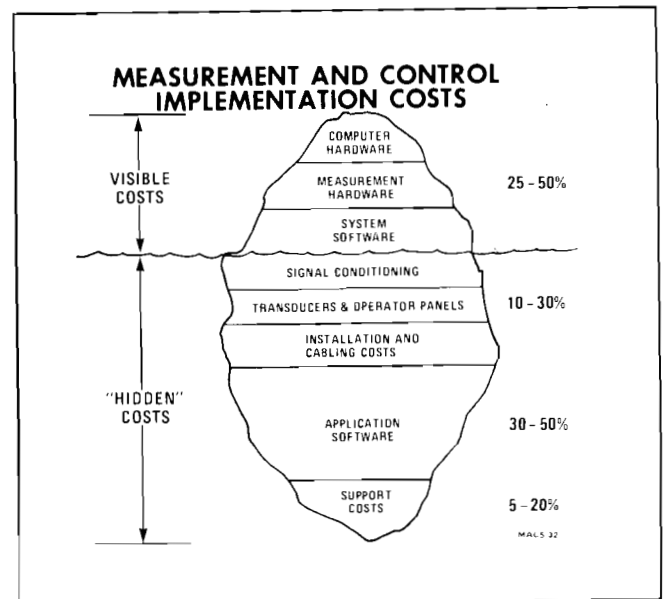 MEASUREMENT AND CONTROL
IMPLEMENTATION COSTS
VISIBLE
COSTS
COMPUTER
HARDWARE
MEASUREMENT
HARDWARE
SYSTEM
SOFTWARE
25 - 50%
"HIDDEN"
COSTS
SIGNAL CONDITIONING
TRANSDUCERS & OPERATOR PANELS
INSTALLATION AND
CABLING COSTS
10 - 30%
APPLICATION
SOFTWARE
30 - 50%
SUPPORT
COSTS
5 - 20%